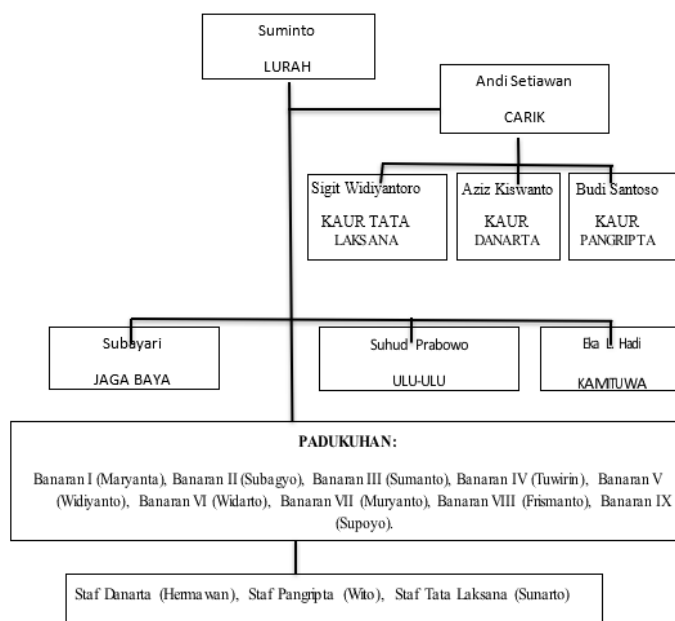 Suminto
LURAH
Andi Setiawan
CARIK
Sigit Widiyantoro
KAUR TATA
LAKSANA
Aziz Kiswanto
KAUR
DANARTA
Budi Santoso
KAUR
PANGRIPTA
Subayari
JAGA BAYA
Suhud Prabowo
ULU-ULU
Eka L. Hadi
KAMITUWA
PADUKUHAN:
Banaran I (Maryanta), Banaran II (Subagyo), Banaran III (Sumanto), Banaran IV (Tuwirin), Banaran V
(Widiyanto), Banaran VI (Widarto), Banaran VII (Muryanto), Banaran VIII (Frismanto), Banaran IX
(Supoyo).
Staf Danarta (Hermawan), Staf Pangripta (Wito), Staf Tata Laksana (Sunarto)